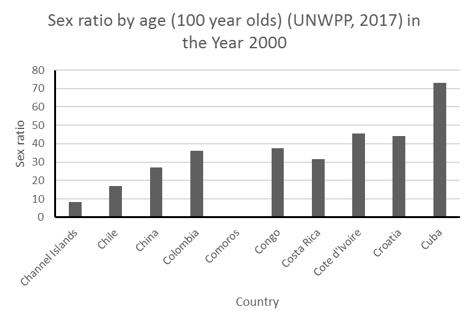 Sex ratio by age (100 year olds) (UNWPP, 2017) in
the Year 2000
80
70
60
50
40
30
20
10
0
Sex ratio
Channel Islands
Chile
China
Colombia
Comoros
Congo
Costa Rica
Cote d'Ivoire
Croatia
Cuba
Country